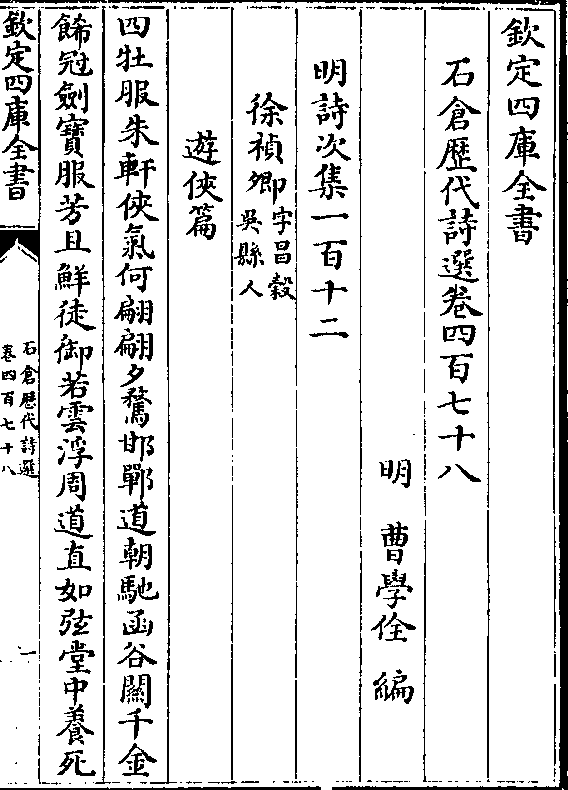 欽定四庫全書
石倉歴代詩選卷四百七十八
明 曹學佺 編
明詩次集一百十二
徐禎卿字昌榖
吳縣人
遊俠篇
四牡服朱軒俠氣何翩翩夕騖邯鄲道朝馳函谷關千金
餙冠劍寶服芳且鮮徒御若雲浮周道直如弦堂中養死
欽定四庫全書
石倉歴代詩選
卷四百七十八
一